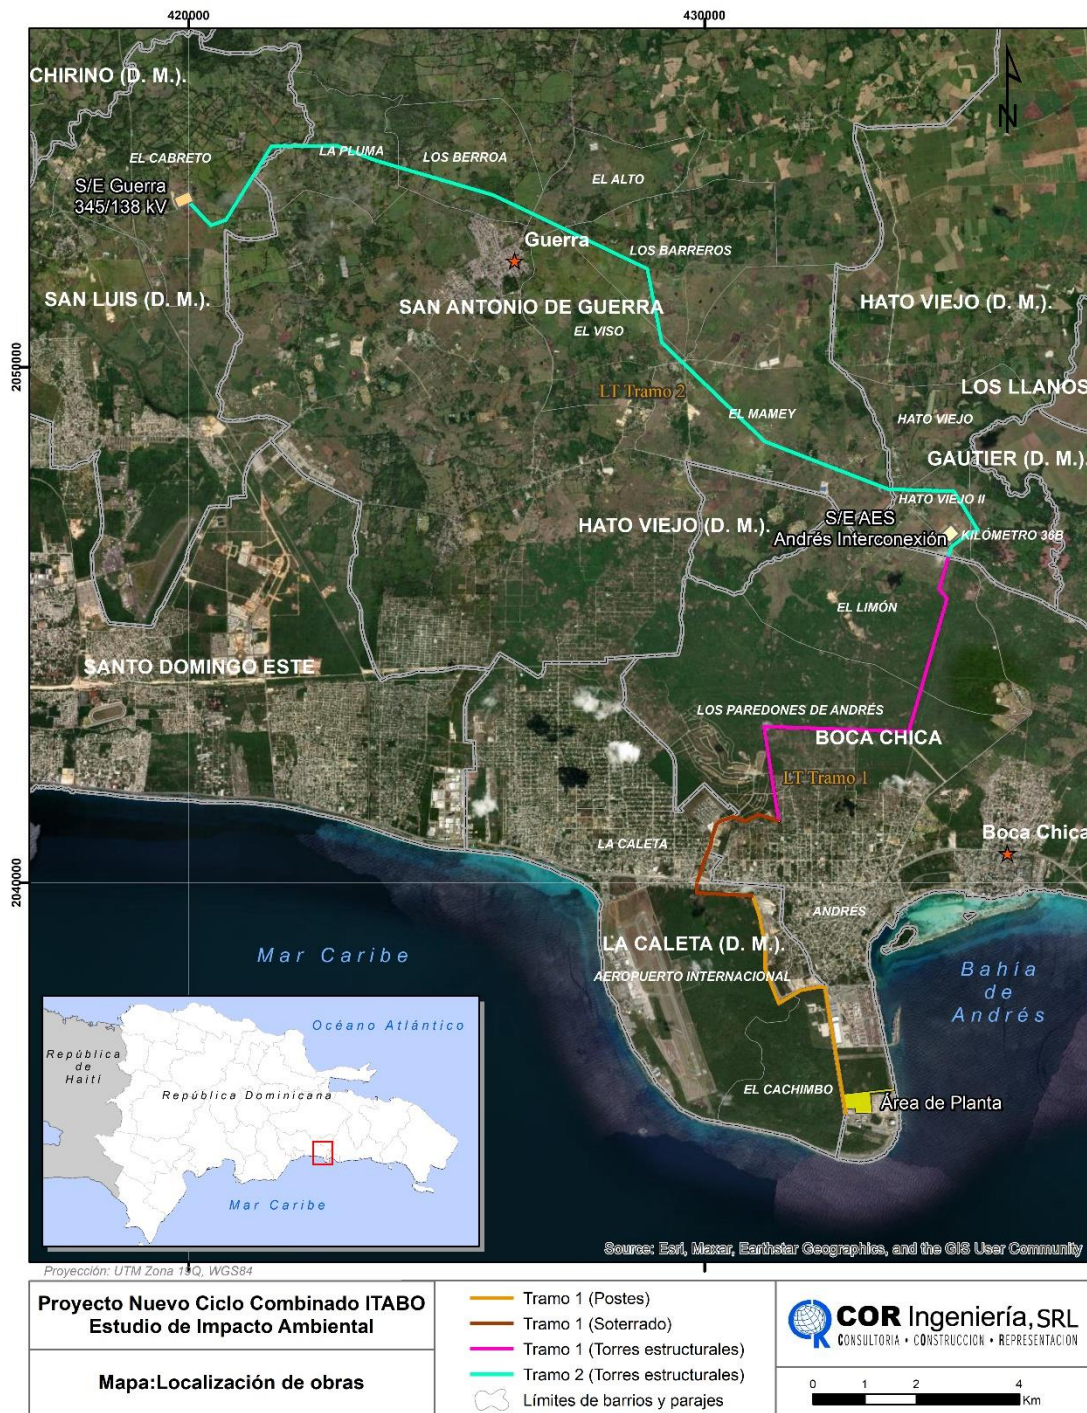 420000
430000
CHIRINO (D. M.).
EL CABRETO
LA PLUMA
LOS BERROA
N
S/E Guerra
345/138 kV
EL ALTO
Guerra
LOS BARREROS
SAN LUIS (D. M.).
SAN ANTONIO DE GUERRA
HATO VIEJO (D. M.).
EL VISO
2050000
LT Tramo 2
LOS LLANOS
EL MAMEY
HATO VIEJO
GAUTIER (D. M.).
HATO VIEJO II
HATO VIEJO (D. M.).
S/E AES
Andrés Interconexión
KILÓMETRO 36B
EL LIMÓN
SANTO DOMINGO ESTE
LOS PAREDONES DE ANDRÉS
BOCA CHICA
LT Tramo 1
Boca Chica
LA CALETA
2040000
ANDRÉS
LA CALETA (D. M.).
Mar Caribe
AEROPUERTO INTERNACIONAL
Bahía
de
Andrés
Océano Atlántico
República
de
Haití
República Dominicana
EL CACHIMBO
Área de Planta
Mar Caribe
Source: Esri, Maxar, Earthstar Geographics, and the GIS User Community
Proyección: UTM Zona 19Q, WGS84
Proyecto Nuevo Ciclo Combinado ITABO
Estudio de Impacto Ambiental
Mapa:Localización de obras
Tramo 1 (Postes)
Tramo 1 (Soterrado)
Tramo 1 (Torres estructurales)
Tramo 2 (Torres estructurales)
Límites de barrios y parajes
COR Ingeniería, SRL
CONSULTORIA • CONSTRUCCION • REPRESENTACION
0 1 2 4
Km